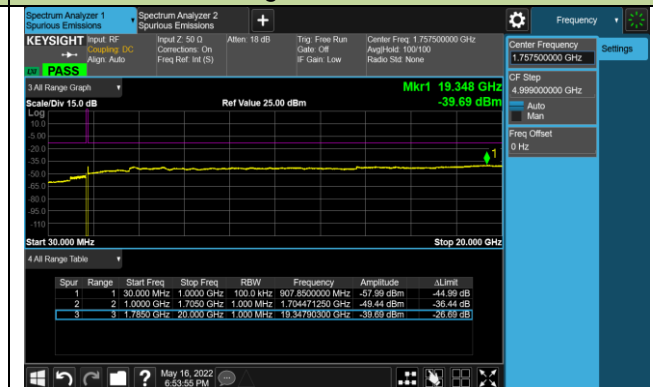 Spectrum Analyzer 1
Spurious Emissions
Spectrum Analyzer 2
Spurious Emissions
+
Frequency
KEYSIGHT
Input: RF
Coupling: DC
Align: Auto
Input Z: 50 Ω
Corrections: On
Freq Ref: Int (S)
Atten: 18 dB
Trig: Free Run
Gate: Off
IF Gain: Low
Center Freq: 1.757500000 GHz
Avg|Hold: 100/100
Radio Std: None
PASS
Center Frequency
1.757500000 GHz
Settings
CF Step
4.999000000 GHz
Auto
Man
Freq Offset
0 Hz
3 All Range Graph
Mkr1 19.348 GHz
Scale/Div 15.0 dB
Ref Value 25.00 dBm
-39.69 dBm
Log
10.0
-5.00
-20.0
-35.0
-50.0
-65.0
-80.0
-95.0
-110
1
Start 30.000 MHz
Stop 20.000 GHz
4 All Range Table
Spur Range Start Freq Stop Freq RBW Frequency Amplitude ΔLimit
1 1 30.000 MHz 1.0000 GHz 100.0 kHz 907.8500000 MHz -57.99 dBm -44.99 dB
2 2 1.0000 GHz 1.7050 GHz 1.000 MHz 1.704471250 GHz -49.44 dBm -36.44 dB
3 3 1.7850 GHz 20.000 GHz 1.000 MHz 19.34790300 GHz -39.69 dBm -26.69 dB
?
May 16, 2022
6:53:55 PM